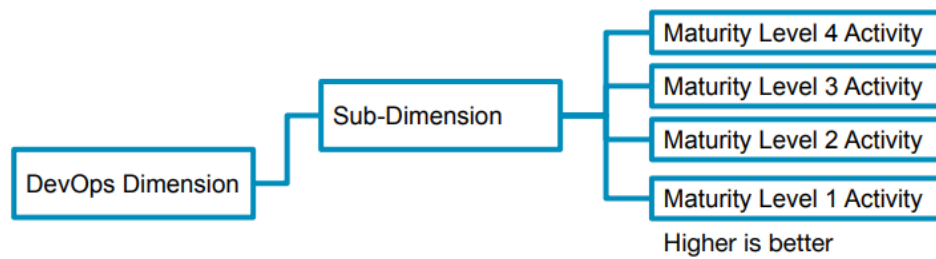 Maturity Level 4 Activity
Maturity Level 3 Activity
Sub-Dimension
Maturity Level 2 Activity
DevOps Dimension
Maturity Level 1 Activity
Higher is better